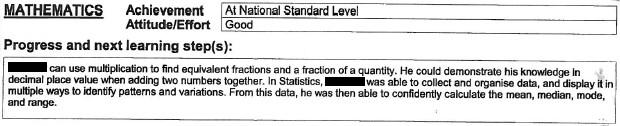 MATHEMATICS Achievement At National Standard Level
Attitude/Effort Good
Progress and next learning step(s):
can use multiplication to find equivalent fractions and a fraction of a quantity. He could demonstrate his knowledge in
decimal place value when adding two numbers together. In Statistics, was able to collect and organise data, and display it in
multiple ways to identify patterns and variations. From this data, he was then able to confidently calculate the mean, median, mode,
and range.